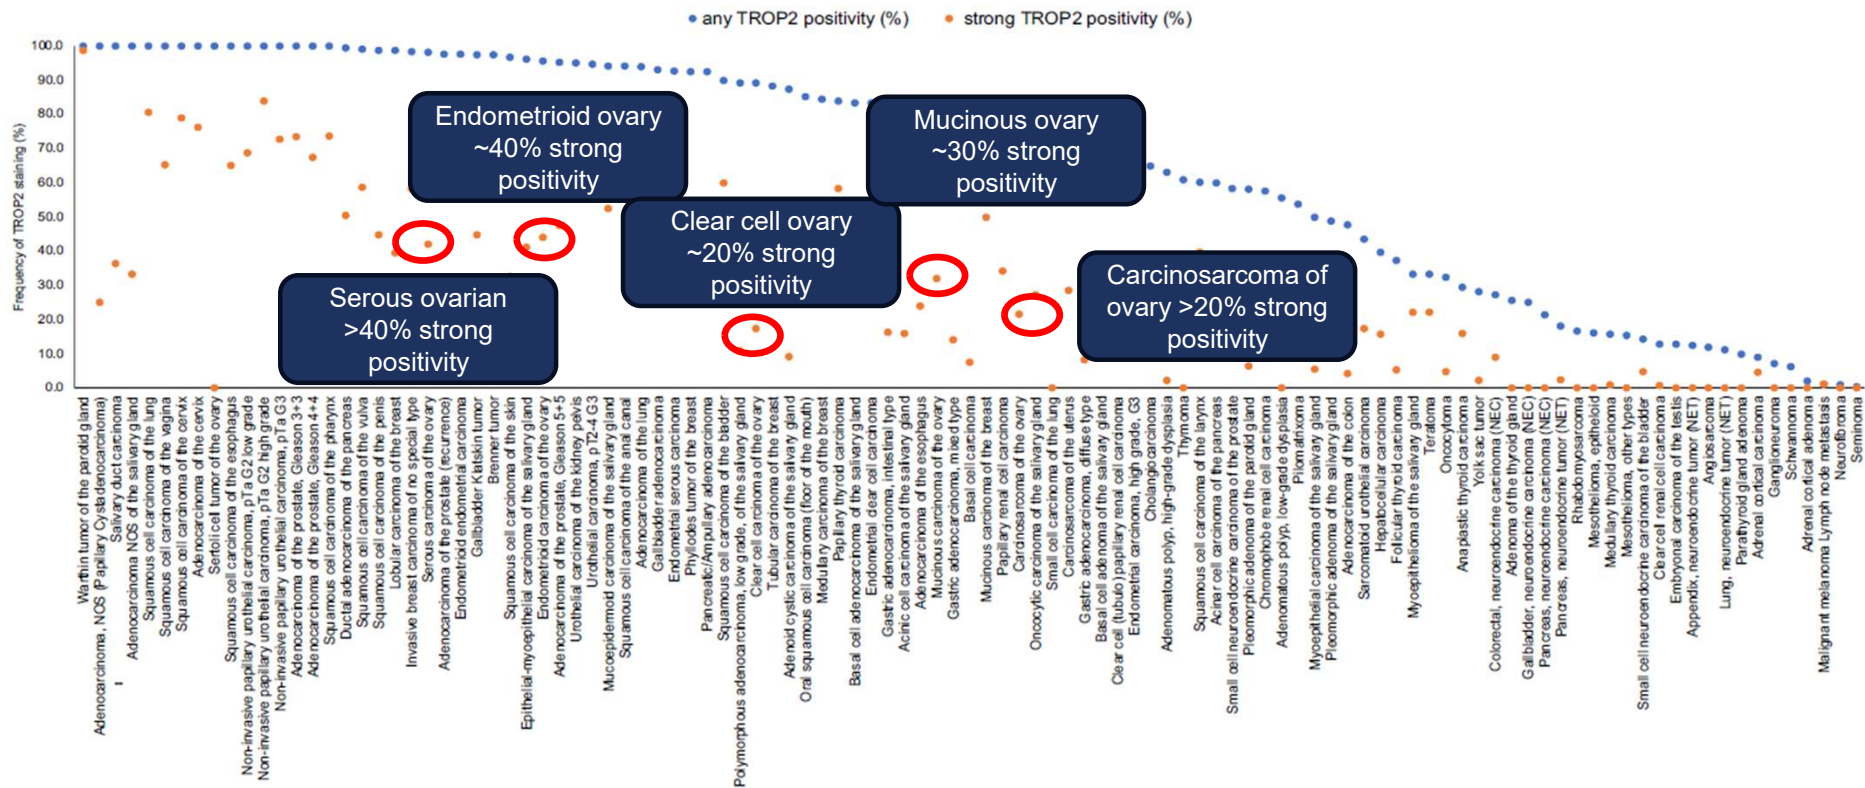 any TROP2 positivity (%)
strong TROP2 positivity (%)
Frequency of TROP2 staining (%)
100.0
90.0
80.0
70.0
60.0
50.0
40.0
30.0
20.0
10.0
0.0
Endometrioid ovary
~40% strong
positivity
Mucinous ovary
~30% strong
positivity
Clear cell ovary
~20% strong
positivity
Serous ovarian
>40% strong
positivity
Carcinosarcoma of
ovary >20% strong
positivity
Warthin tumor of the parotid gland
Adenocarcinoma, NOS (Papillary Cystadenocarcinoma)
Salivary duct carcinoma
Adenocarcinoma NOS of the salivary gland
Squamous cell carcinoma of the lung
Squamous cell carcinoma of the vagina
Squamous cell carcinoma of the cervix
Adenocarcinoma of the cervix
Sertoli cell tumor of the ovary
Squamous cell carcinoma of the esophagus
Non-invasive papillary urothelial carcinoma, pTa G2 low grade
Non-invasive papillary urothelial carcinoma, pTa G2 high grade
Non-invasive papillary urothelial carcinoma, pTa G3
Adenocarcinoma of the prostate, Gleason 3+3
Adenocarcinoma of the prostate, Gleason 4+4
Squamous cell carcinoma of the pharynx
Ductal adenocarcinoma of the pancreas
Squamous cell carcinoma of the vulva
Squamous cell carcinoma of the penis
Lobular carcinoma of the breast
Invasive breast carcinoma of no special type
Serous carcinoma of the ovary
Adenocarcinoma of the prostate (recurrence)
Endometrioid endometrial carcinoma
Gallbladder Klatskin tumor
Brenner tumor
Squamous cell carcinoma of the skin
Epithelial-myoepithelial carcinoma of the salivary gland
Endometrioid carcinoma of the ovary
Adenocarcinoma of the prostate, Gleason 5+5
Urothelial carcinoma of the kidney pelvis
Urothelial carcinoma, pT2-4 G3
Mucoepidermoid carcinoma of the salivary gland
Squamous cell carcinoma of the anal canal
Adenocarcinoma of the lung
Gallbladder adenocarcinoma
Endometrial serous carcinoma
Phyllodes tumor of the breast
Pancreatic/Ampullary adenocarcinoma
Squamous cell carcinoma of the bladder
Polymorphous adenocarcinoma, low grade, of the salivary gland
Clear cell carcinoma of the ovary
Tubular carcinoma of the breast
Adenoid cystic carcinoma of the salivary gland
Oral squamous cell carcinoma (floor of the mouth)
Medullary carcinoma of the breast
Papillary thyroid carcinoma
Basal cell adenocarcinoma of the salivary gland
Endometrial clear cell carcinoma
Gastric adenocarcinoma, intestinal type
Acinic cell carcinoma of the salivary gland
Adenocarcinoma of the esophagus
Mucinous carcinoma of the ovary
Gastric adenocarcinoma, mixed type
Basal cell carcinoma
Mucinous carcinoma of the breast
Papillary renal cell carcinoma
Carcinosarcoma of the ovary
Oncocytic carcinoma of the salivary gland
Small cell carcinoma of the lung
Carcinosarcoma of the uterus
Gastric adenocarcinoma, diffuse type
Basal cell adenoma of the salivary gland
Clear cell (tubulo) papillary renal cell carcinoma
Endometrial carcinoma, high grade, G3
Cholangiocarcinoma
Adenomatous polyp, high-grade dysplasia
Thymoma
Squamous cell carcinoma of the larynx
Acinar cell carcinoma of the pancreas
Small cell neuroendocrine carcinoma of the prostate
Pleomorphic adenoma of the parotid gland
Chromophobe renal cell carcinoma
Adenomatous polyp, low-grade dysplasia
Pilomatrixoma
Myoepithelial carcinoma of the salivary gland
Pleomorphic adenoma of the salivary gland
Adenocarcinoma of the colon
Sarcomatoid urothelial carcinoma
Hepatocellular carcinoma
Follicular thyroid carcinoma
Myoepithelioma of the salivary gland
Teratoma
Oncocytoma
Anaplastic thyroid carcinoma
Yolk sac tumor
Colorectal, neuroendocrine carcinoma (NEC)
Adenoma of the thyroid gland
Gallbladder, neuroendocrine carcinoma (NEC)
Pancreas, neuroendocrine carcinoma (NEC)
Pancreas, neuroendocrine tumor (NET)
Rhabdomyosarcoma
Mesothelioma, epitheloid
Medullary thyroid carcinoma
Mesothelioma, other types
Small cell neuroendocrine carcinoma of the bladder
Clear cell renal cell carcinoma
Embryonal carcinoma of the testis
Appendix, neuroendocrine tumor (NET)
Angiosarcoma
Lung, neuroendocrine tumor (NET)
Parathyroid gland adenoma
Adrenal cortical carcinoma
Ganglioneuroma
Schwannoma
Adrenal cortical adenoma
Malignant melanoma Lymph node metastasis
Neurofibroma
Seminoma